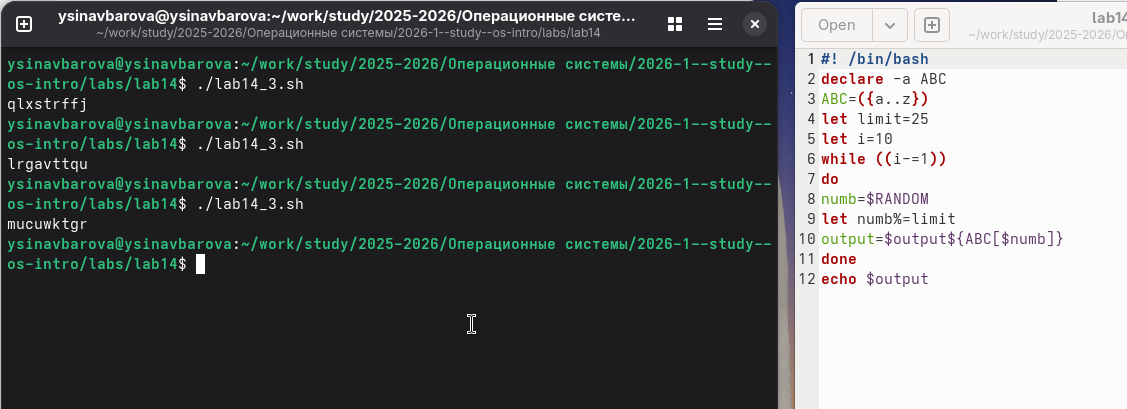 ysinavbarova@ysinavbarova:~/work/study/2025-2026/Операционные систе...
~/work/study/2025-2026/Операционные системы/2026-1--study--os-intro/labs/lab14
ysinavbarova@ysinavbarova:~/work/study/2025-2026/Операционные системы/2026-1--study--
os-intro/labs/lab14$ ./lab14_3.sh
qlxstrffj
ysinavbarova@ysinavbarova:~/work/study/2025-2026/Операционные системы/2026-1--study--
os-intro/labs/lab14$ ./lab14_3.sh
lrgavttqu
ysinavbarova@ysinavbarova:~/work/study/2025-2026/Операционные системы/2026-1--study--
os-intro/labs/lab14$ ./lab14_3.sh
mucuwktgr
ysinavbarova@ysinavbarova:~/work/study/2025-2026/Операционные системы/2026-1--study--
os-intro/labs/lab14$
Open
lab14
~/work/study/2025-2026/О
1 #! /bin/bash
2 declare -a ABC
3 ABC=({a..z})
4 let limit=25
5 let i=10
6 while ((i-=1))
7 do
8 numb=$RANDOM
9 let numb%=limit
10 output=$output${ABC[$numb]}
11 done
12 echo $output